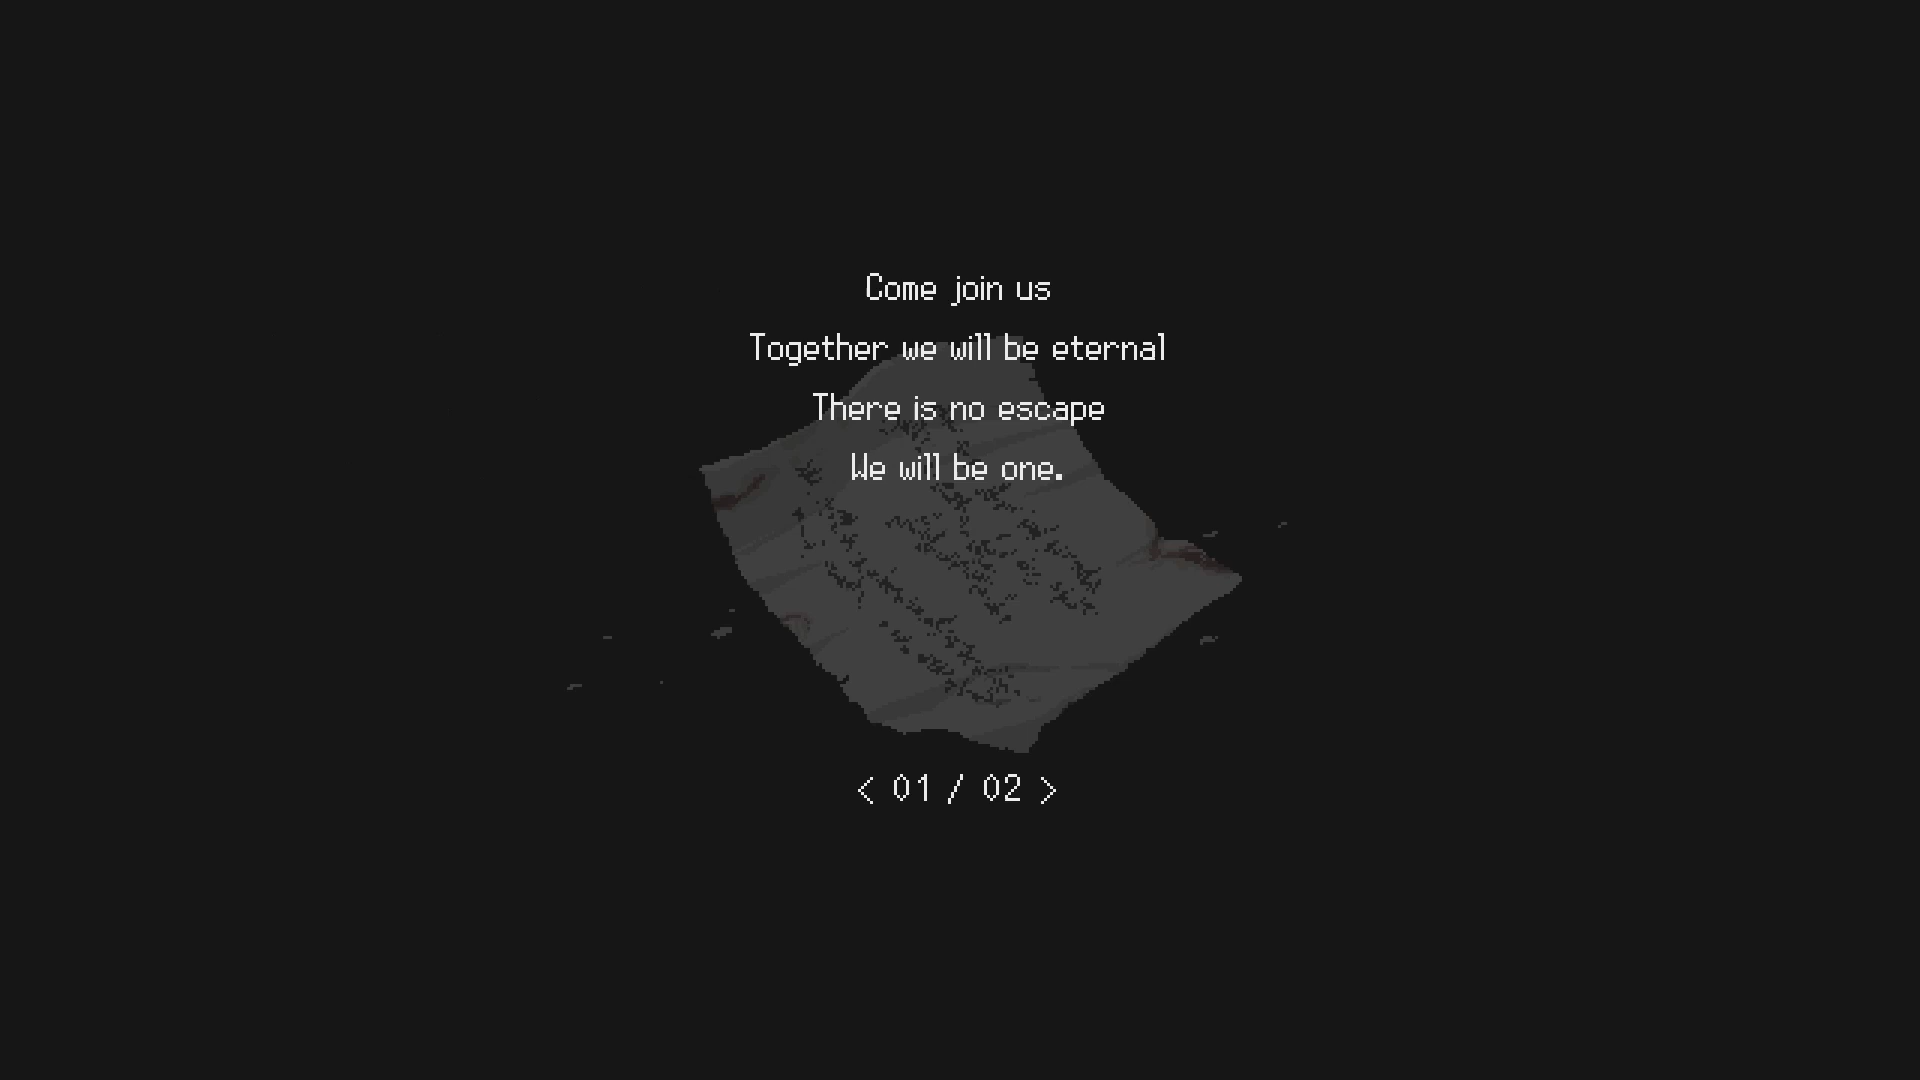 Come join us
Together we will be eternal
There is no escape
We will be one.
< 01 / 02 >